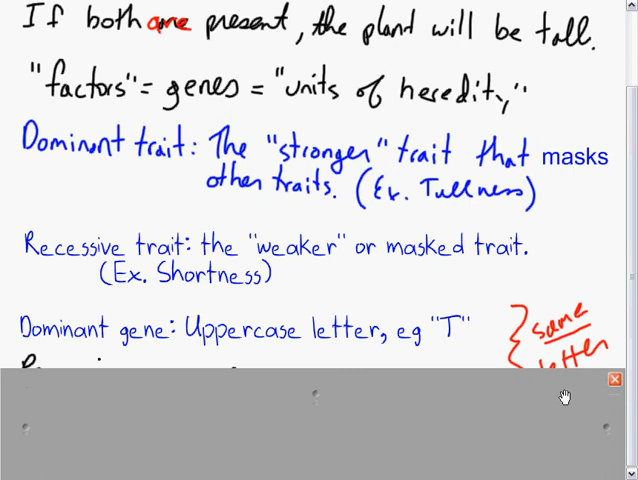 If both are present, the plant will be tall.
"factors" = genes = "units of heredity"
Dominant trait: The "stronger" trait that masks
other traits. (Ex. Tallness)
Recessive trait: the "weaker" or masked trait.
(Ex. Shortness)
Dominant gene: Uppercase letter, eg "T"
same
letter